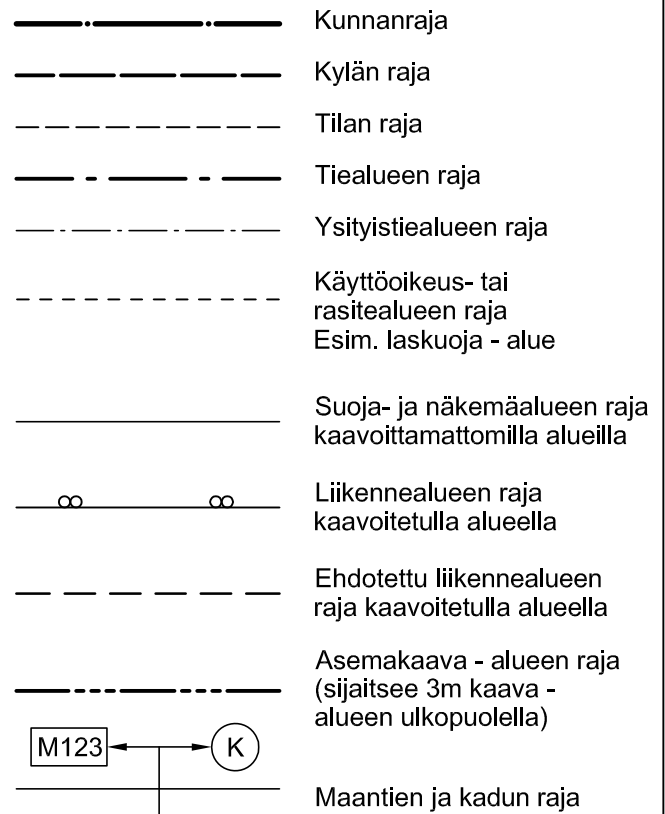 Kunnanraja
Kylän raja
Tilan raja
Tiealueen raja
Ysityistiealueen raja
Käyttöoikeus- tai
rasitealueen raja
Esim. laskuoja - alue
Suoja- ja näkemäalueen raja
kaavoittamattomilla alueilla
Liikennealueen raja
kaavoitetulla alueella
Ehdotettu liikennealueen
raja kaavoitetulla alueella
Asemakaava - alueen raja
(sijaitsee 3m kaava -
alueen ulkopuolella)
M123 K
Maantien ja kadun raja